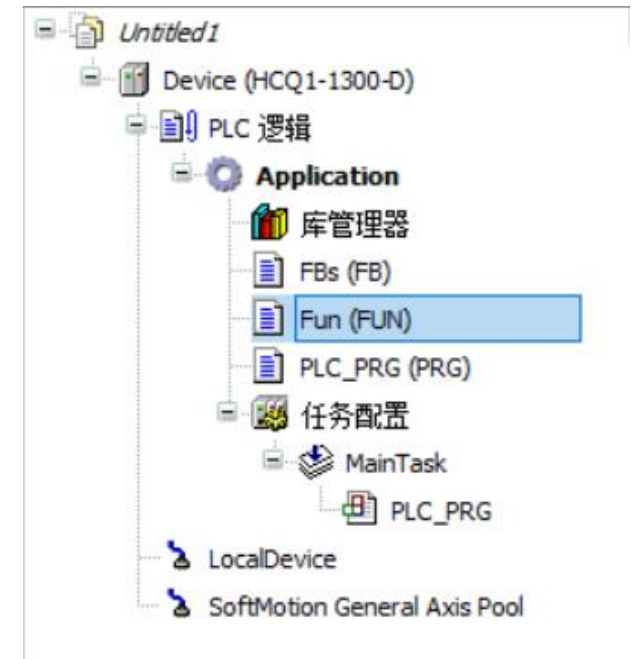 Untitled1
Device (HCQ1-1300-D)
PLC 逻辑
Application
库管理器
FBs (FB)
Fun (FUN)
PLC_PRG (PRG)
任务配置
MainTask
PLC_PRG
LocalDevice
SoftMotion General Axis Pool